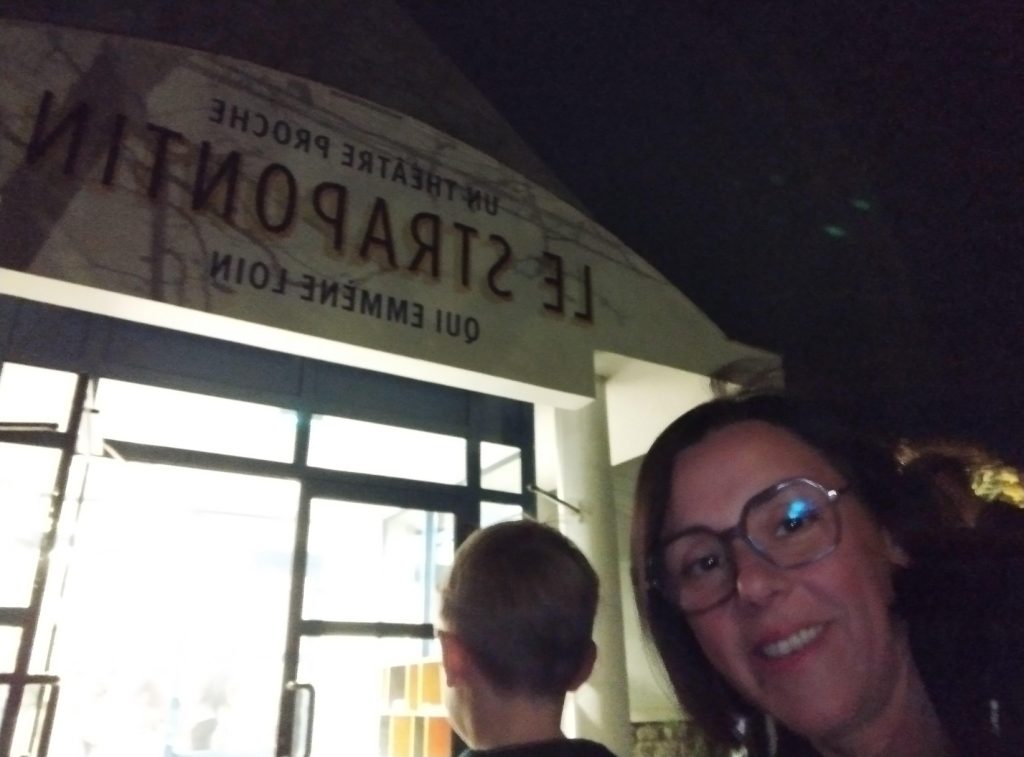 UN THÉÂTRE PROCHE
LE STRAPONTIN
QUI EMMÈNE LOIN